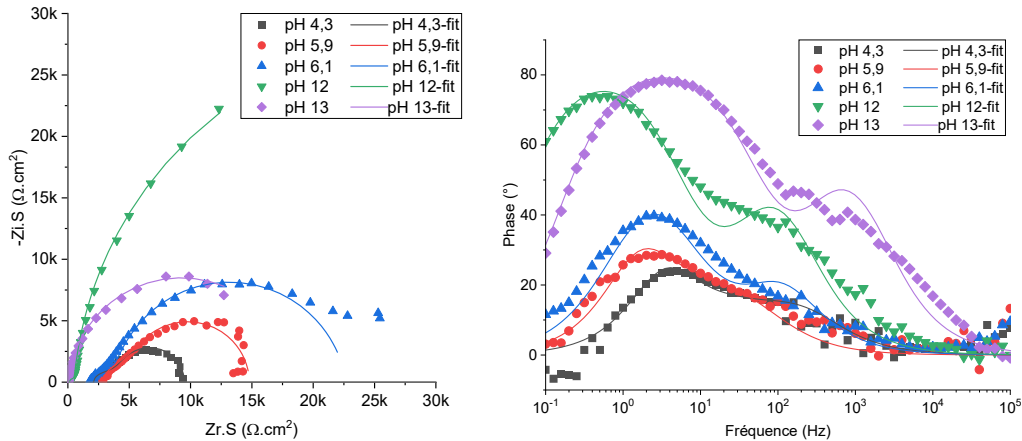 30k
25k
20k
15k
10k
5k
0
-Zi.S (Ω.cm²)
0 5k 10k 15k 20k 25k 30k
Zr.S (Ω.cm²)
pH 4,3 pH 4,3-fit
pH 5,9 pH 5,9-fit
pH 6,1 pH 6,1-fit
pH 12 pH 12-fit
pH 13 pH 13-fit
80
60
40
20
0
Phase (°)
10⁻¹ 10⁰ 10¹ 10² 10³ 10⁴ 10⁵
Fréquence (Hz)
pH 4,3 pH 4,3-fit
pH 5,9 pH 5,9-fit
pH 6,1 pH 6,1-fit
pH 12 pH 12-fit
pH 13 pH 13-fit